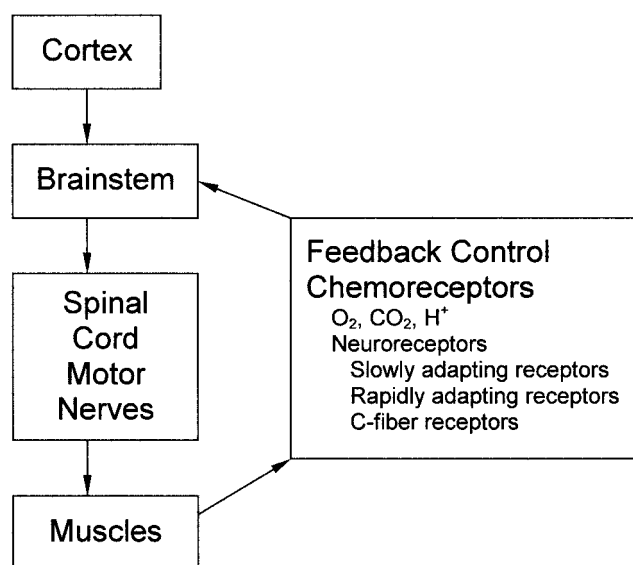 Cortex
Brainstem
Spinal
Cord
Motor
Nerves
Muscles
Feedback Control
Chemoreceptors
O₂, CO₂, H⁺
Neuroreceptors
Slowly adapting receptors
Rapidly adapting receptors
C-fiber receptors